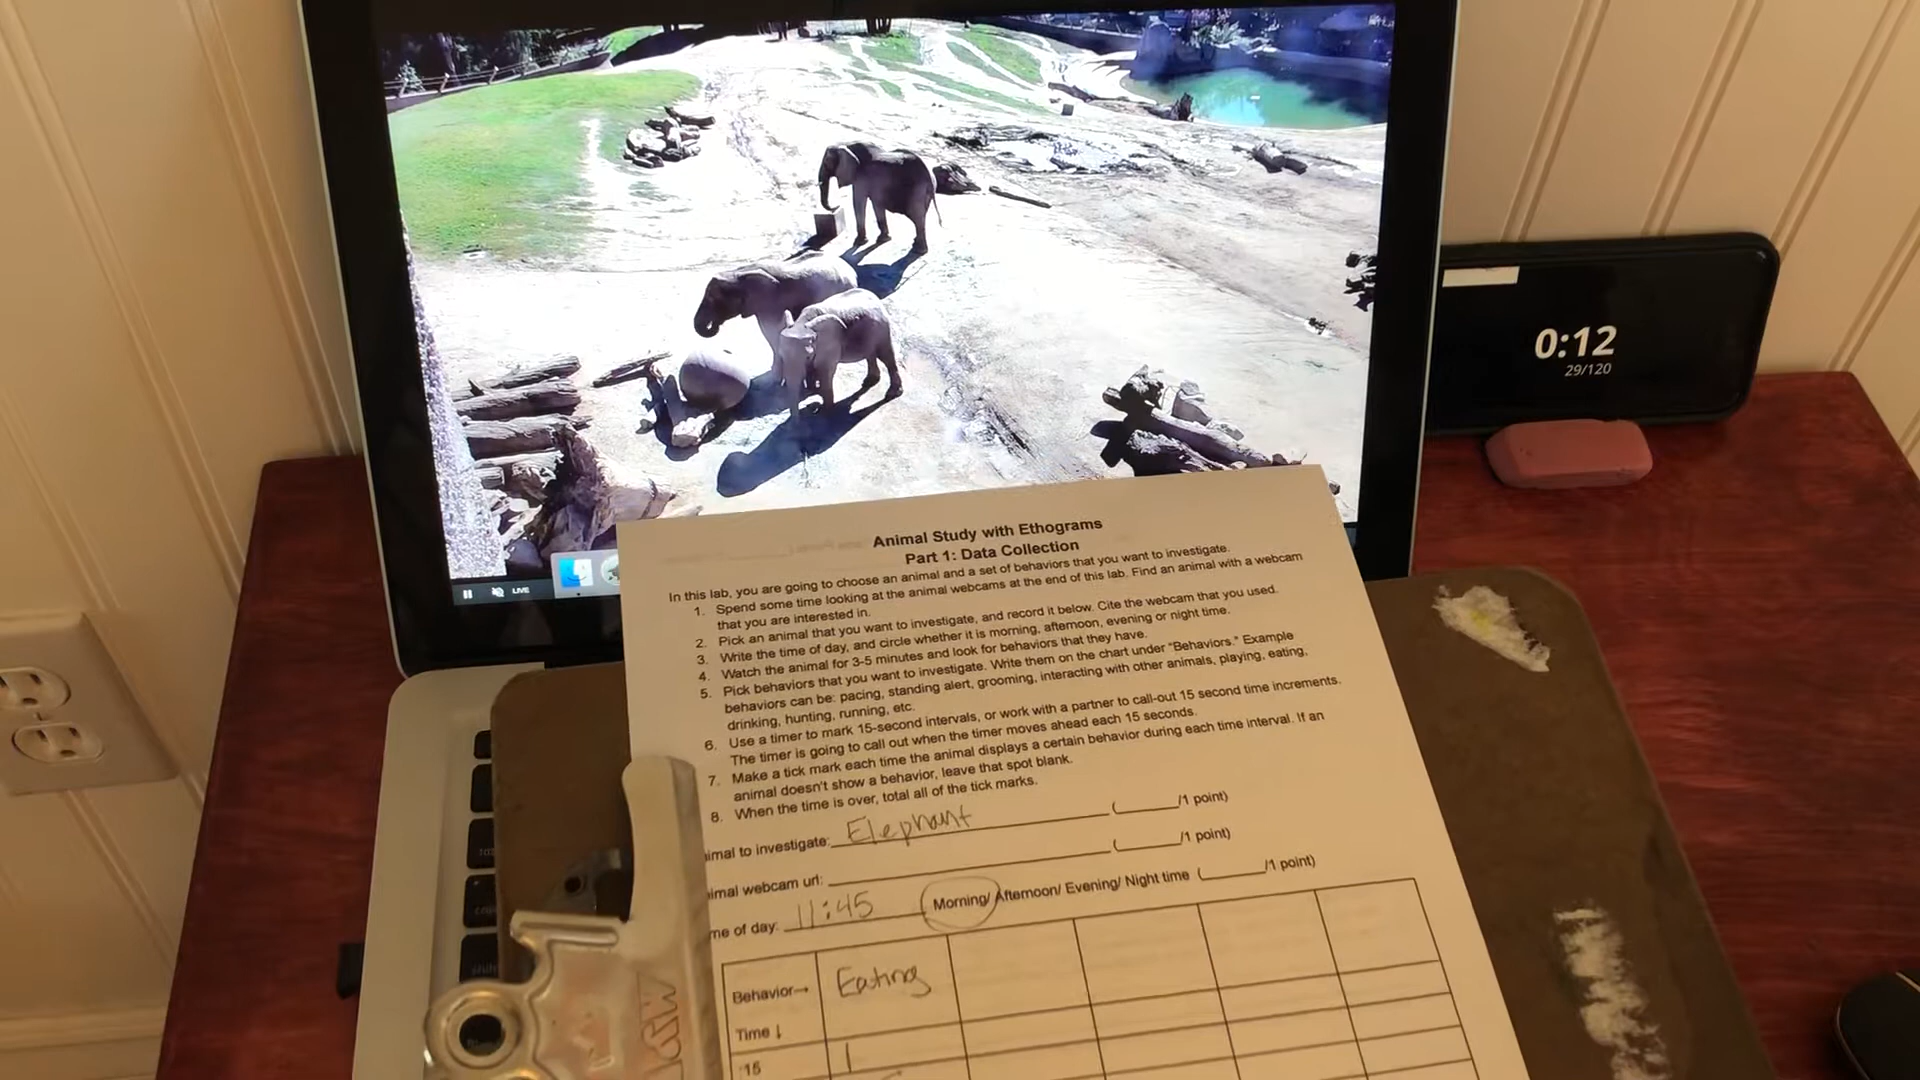 LIVE
0:12
29/120
Animal Study with Ethograms
Part 1: Data Collection
In this lab, you are going to choose an animal and a set of behaviors that you want to investigate.
1. Spend some time looking at the animal webcams at the end of this lab. Find an animal with a webcam
that you are interested in.
2. Pick an animal that you want to investigate, and record it below. Cite the webcam that you used.
3. Write the time of day, and circle whether it is morning, afternoon, evening or night time.
4. Watch the animal for 3-5 minutes and look for behaviors that they have.
5. Pick behaviors that you want to investigate. Write them on the chart under "Behaviors." Example
behaviors can be: pacing, standing alert, grooming, interacting with other animals, playing, eating,
drinking, hunting, running, etc.
6. Use a timer to mark 15-second intervals, or work with a partner to call-out 15 second time increments.
The timer is going to call out when the timer moves ahead each 15 seconds.
7. Make a tick mark each time the animal displays a certain behavior during each time interval. If an
animal doesn't show a behavior, leave that spot blank.
8. When the time is over, total all of the tick marks.
imal to investigate: Elephant (______/1 point)
imal webcam url: (______/1 point)
me of day: 11:45 Morning/ Afternoon/ Evening/ Night time (______/1 point)
Behavior→ Eating
Time ↓
:15 |